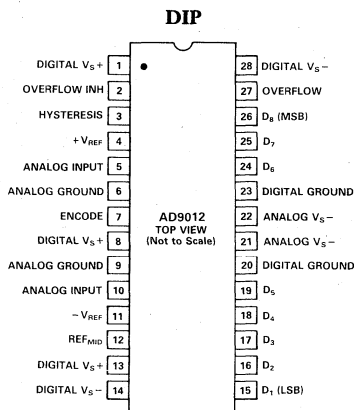 DIP
DIGITAL VS+ 1
OVERFLOW INH 2
HYSTERESIS 3
+VREF 4
ANALOG INPUT 5
ANALOG GROUND 6
ENCODE 7
DIGITAL VS+ 8
ANALOG GROUND 9
ANALOG INPUT 10
−VREF 11
REFMID 12
DIGITAL VS+ 13
DIGITAL VS− 14
AD9012
TOP VIEW
(Not to Scale)
28 DIGITAL VS−
27 OVERFLOW
26 D8 (MSB)
25 D7
24 D6
23 DIGITAL GROUND
22 ANALOG VS−
21 ANALOG VS−
20 DIGITAL GROUND
19 D5
18 D4
17 D3
16 D2
15 D1 (LSB)